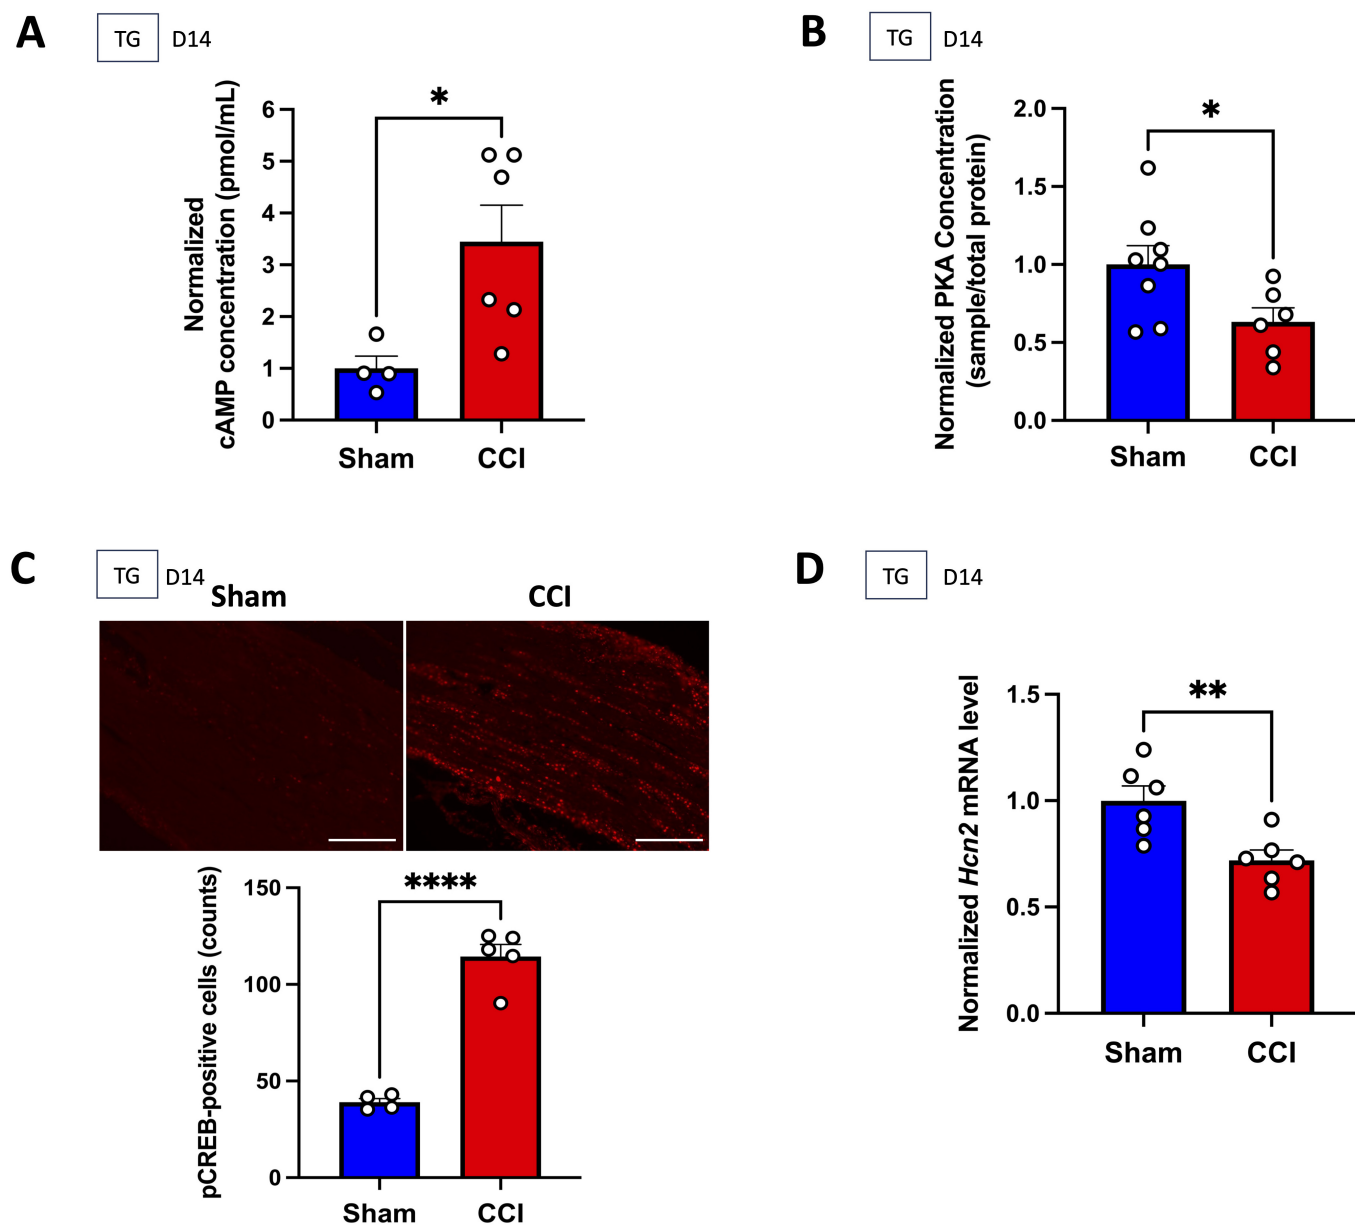 A
TG D14
Normalized
cAMP concentration (pmol/mL)
6
5
4
3
2
1
0
*
Sham CCI
B
TG D14
Normalized PKA Concentration
(sample/total protein)
2.0
1.5
1.0
0.5
0.0
*
Sham CCI
C
TG D14
Sham CCI
pCREB-positive cells (counts)
150
100
50
0
****
Sham CCI
D
TG D14
Normalized Hcn2 mRNA level
1.5
1.0
0.5
0.0
**
Sham CCI